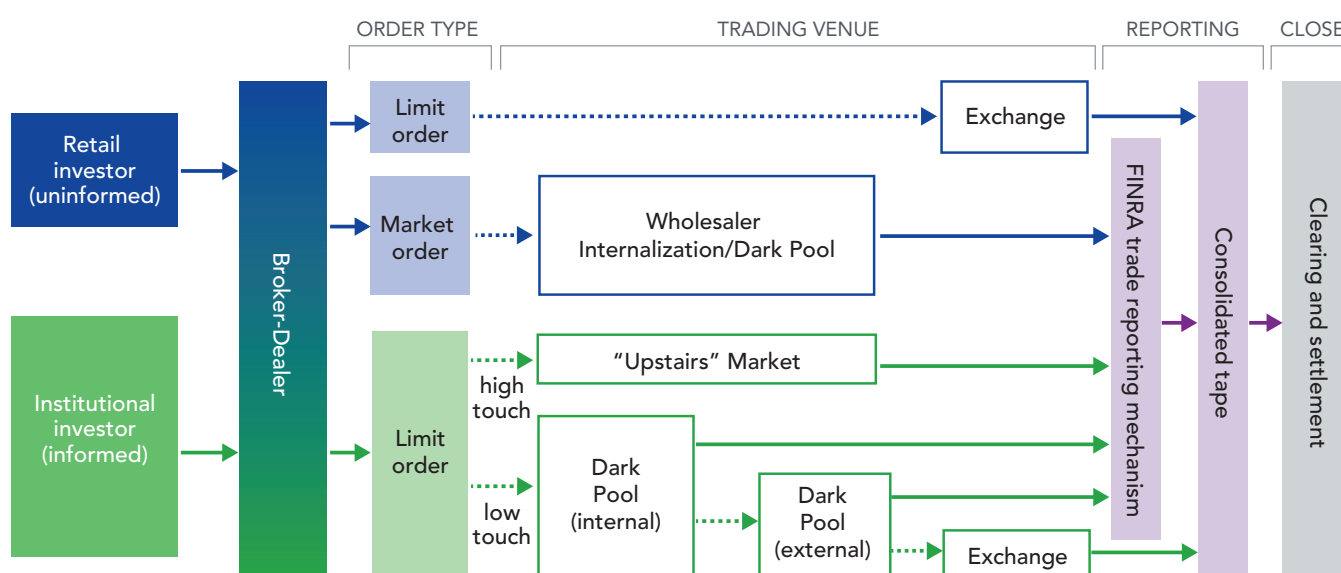 ORDER TYPE
TRADING VENUE
REPORTING
CLOSE
Retail
investor
(uninformed)
Institutional
investor
(informed)
Broker-Dealer
Limit
order
Market
order
Limit
order
high
touch
low
touch
Exchange
Wholesaler
Internalization/Dark Pool
“Upstairs” Market
Dark
Pool
(internal)
Dark
Pool
(external)
Exchange
FINRA trade reporting mechanism
Consolidated tape
Clearing and settlement